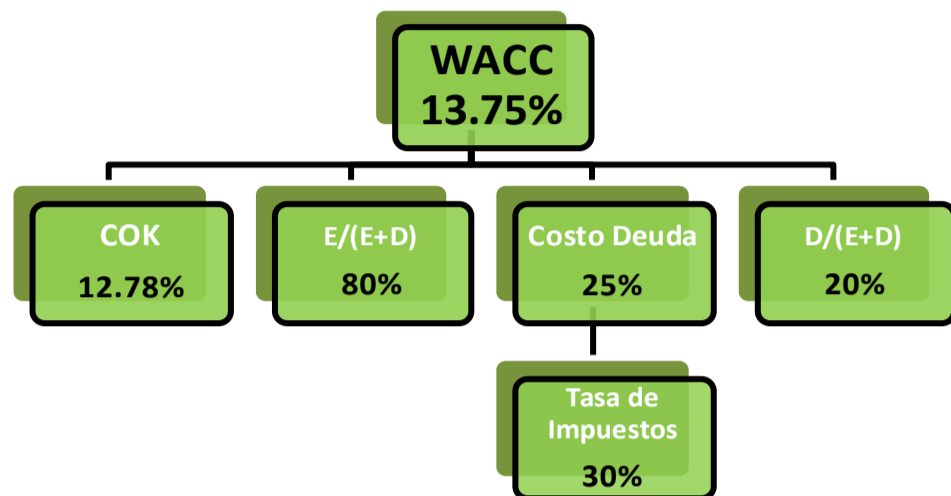 WACC
13.75%
COK
12.78%
E/(E+D)
80%
Costo Deuda
25%
D/(E+D)
20%
Tasa de
Impuestos
30%